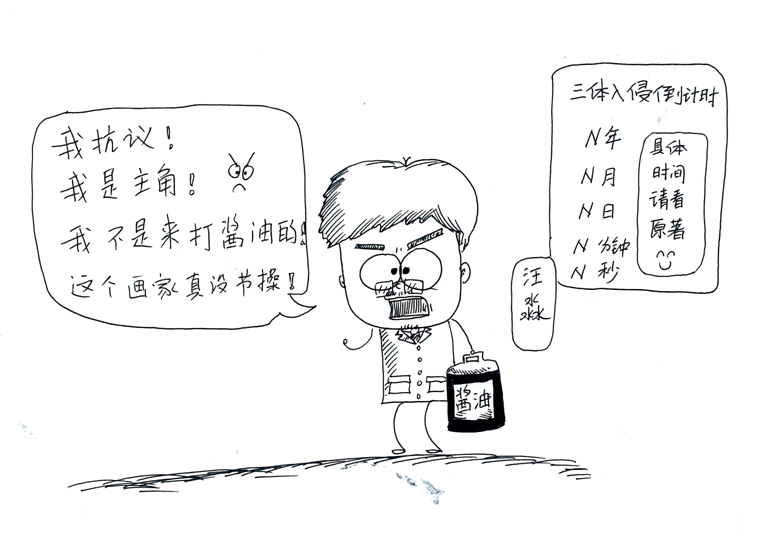 我抗议！
我是主角！
我不是来打酱油的！
这个画家真没节操！
三体入侵倒计时
N年
N月
N日
N分钟
N秒
具体
时间
请看
原著
汪
淼
酱油